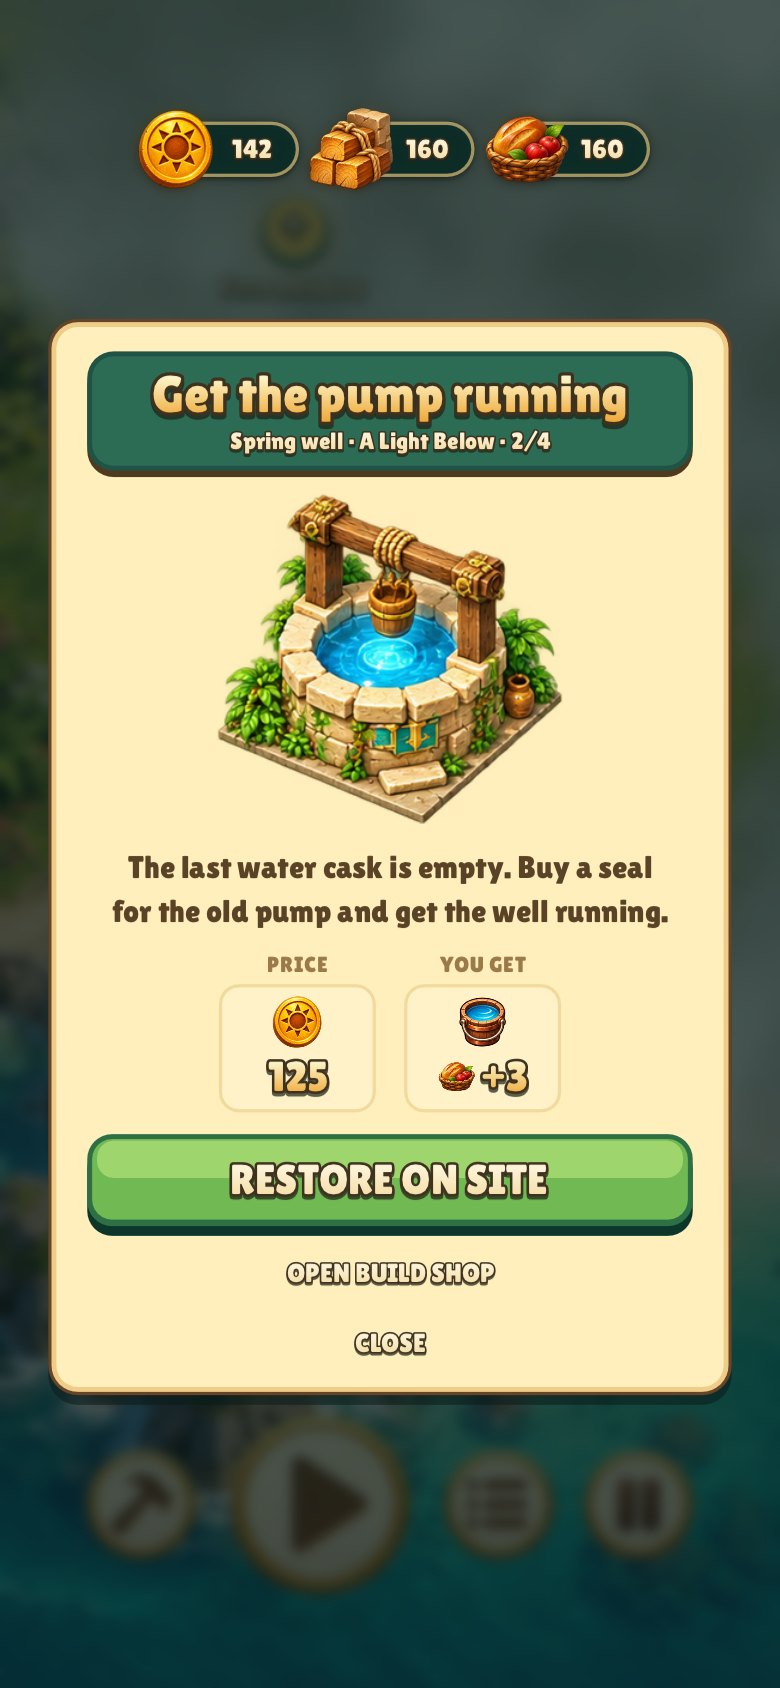 142
160
160
Get the pump running
Spring well · A Light Below · 2/4
The last water cask is empty. Buy a seal
for the old pump and get the well running.
PRICE
YOU GET
125
+3
RESTORE ON SITE
OPEN BUILD SHOP
CLOSE